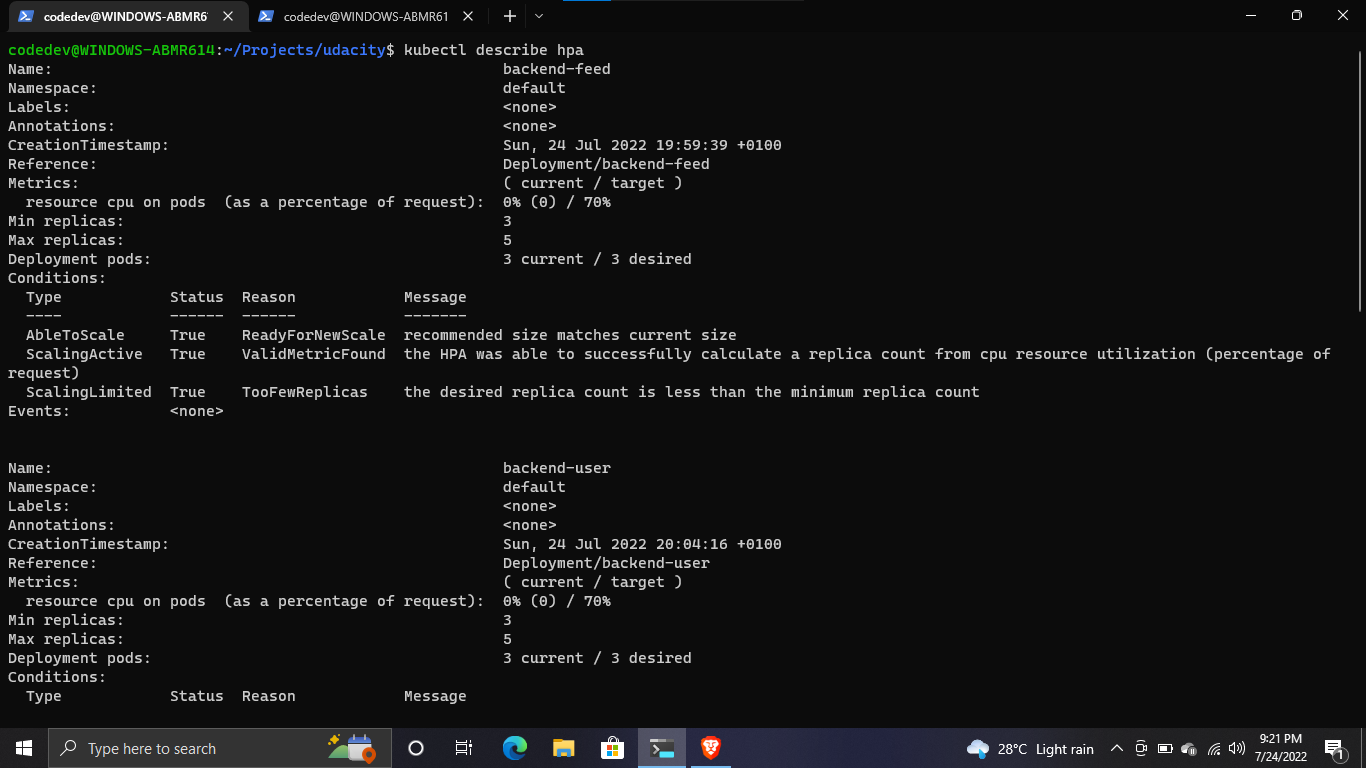 codedev@WINDOWS-ABMR6
codedev@WINDOWS-ABMR61
codedev@WINDOWS-ABMR614:~/Projects/udacity$ kubectl describe hpa
Name: backend-feed
Namespace: default
Labels: <none>
Annotations: <none>
CreationTimestamp: Sun, 24 Jul 2022 19:59:39 +0100
Reference: Deployment/backend-feed
Metrics: ( current / target )
resource cpu on pods (as a percentage of request): 0% (0) / 70%
Min replicas: 3
Max replicas: 5
Deployment pods: 3 current / 3 desired
Conditions:
Type Status Reason Message
---- ------ ------ -------
AbleToScale True ReadyForNewScale recommended size matches current size
ScalingActive True ValidMetricFound the HPA was able to successfully calculate a replica count from cpu resource utilization (percentage of
request)
ScalingLimited True TooFewReplicas the desired replica count is less than the minimum replica count
Events: <none>
Name: backend-user
Namespace: default
Labels: <none>
Annotations: <none>
CreationTimestamp: Sun, 24 Jul 2022 20:04:16 +0100
Reference: Deployment/backend-user
Metrics: ( current / target )
resource cpu on pods (as a percentage of request): 0% (0) / 70%
Min replicas: 3
Max replicas: 5
Deployment pods: 3 current / 3 desired
Conditions:
Type Status Reason Message
Type here to search
28°C Light rain
9:21 PM
7/24/2022
1